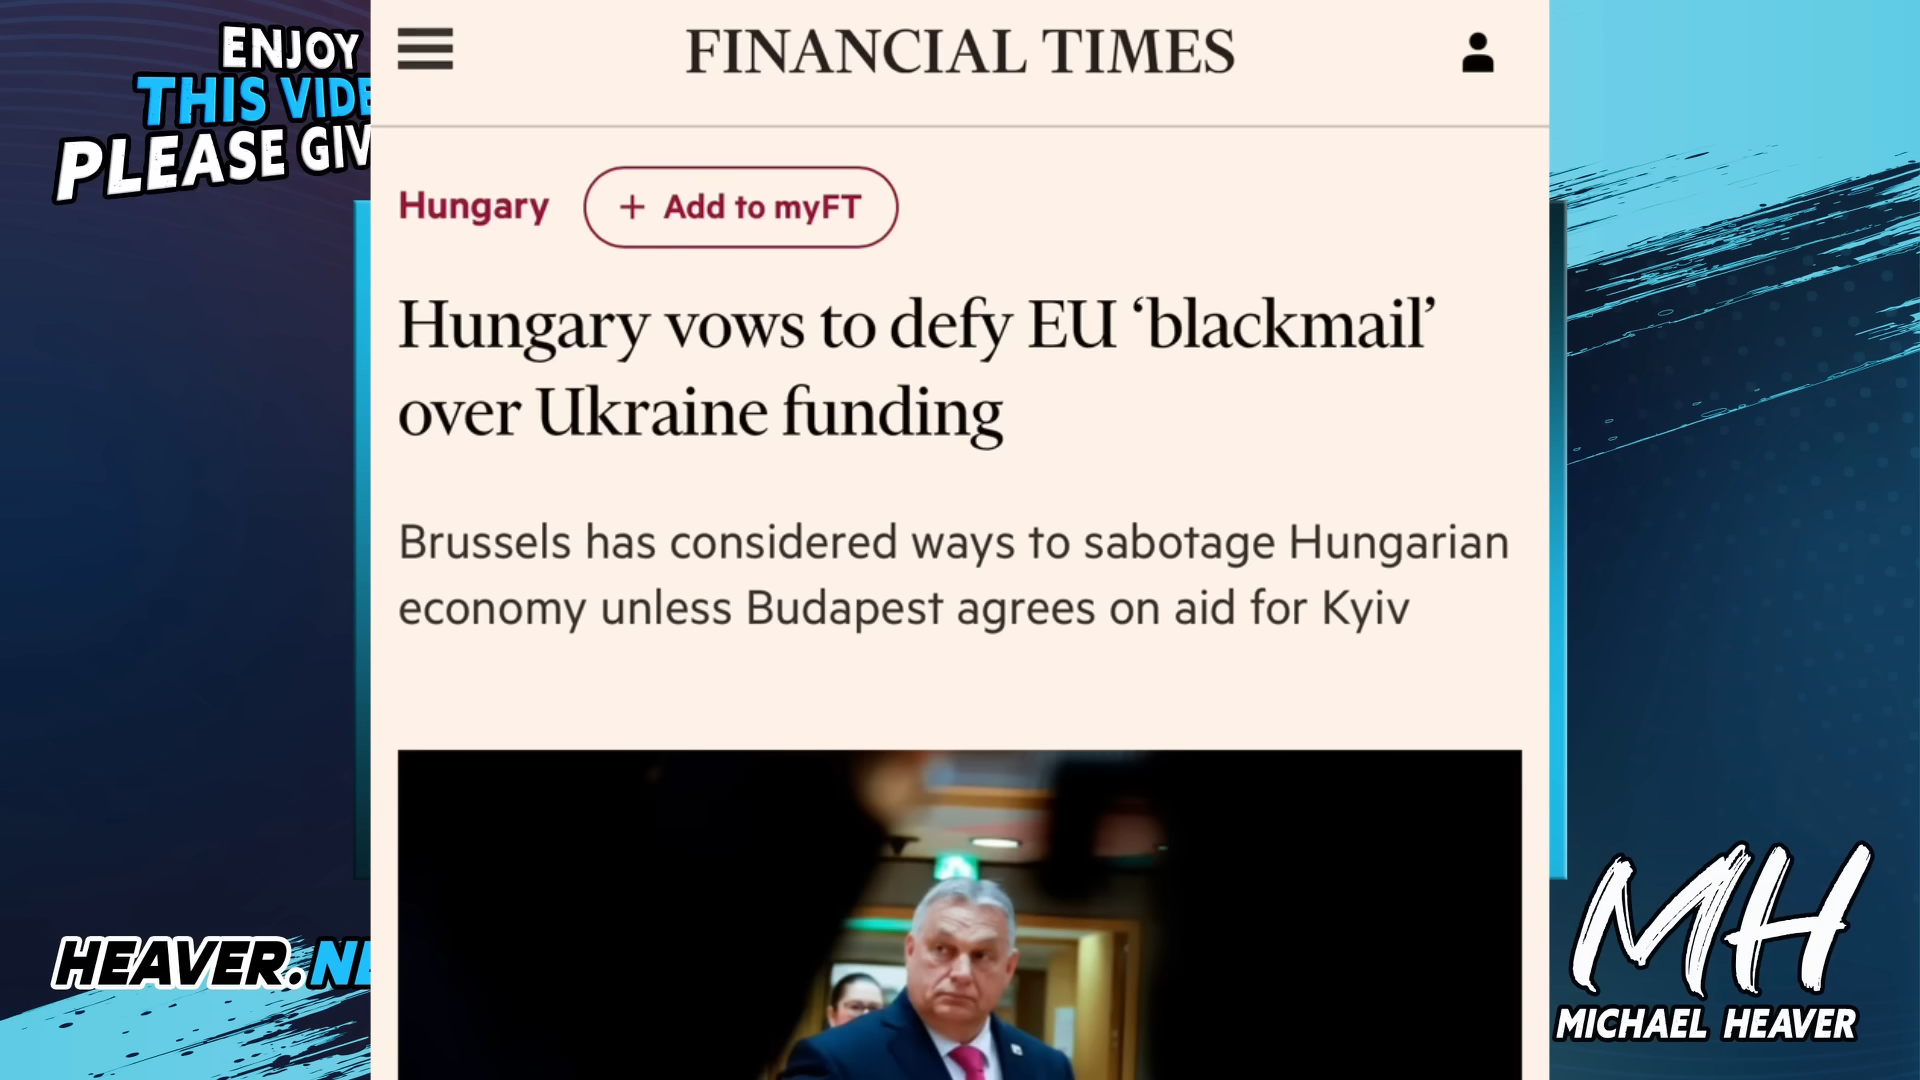 ENJOY
THIS VIDE
PLEASE GIV
FINANCIAL TIMES
Hungary
+ Add to myFT
Hungary vows to defy EU ‘blackmail’
over Ukraine funding
Brussels has considered ways to sabotage Hungarian
economy unless Budapest agrees on aid for Kyiv
HEAVER.NE
MH
MICHAEL HEAVER